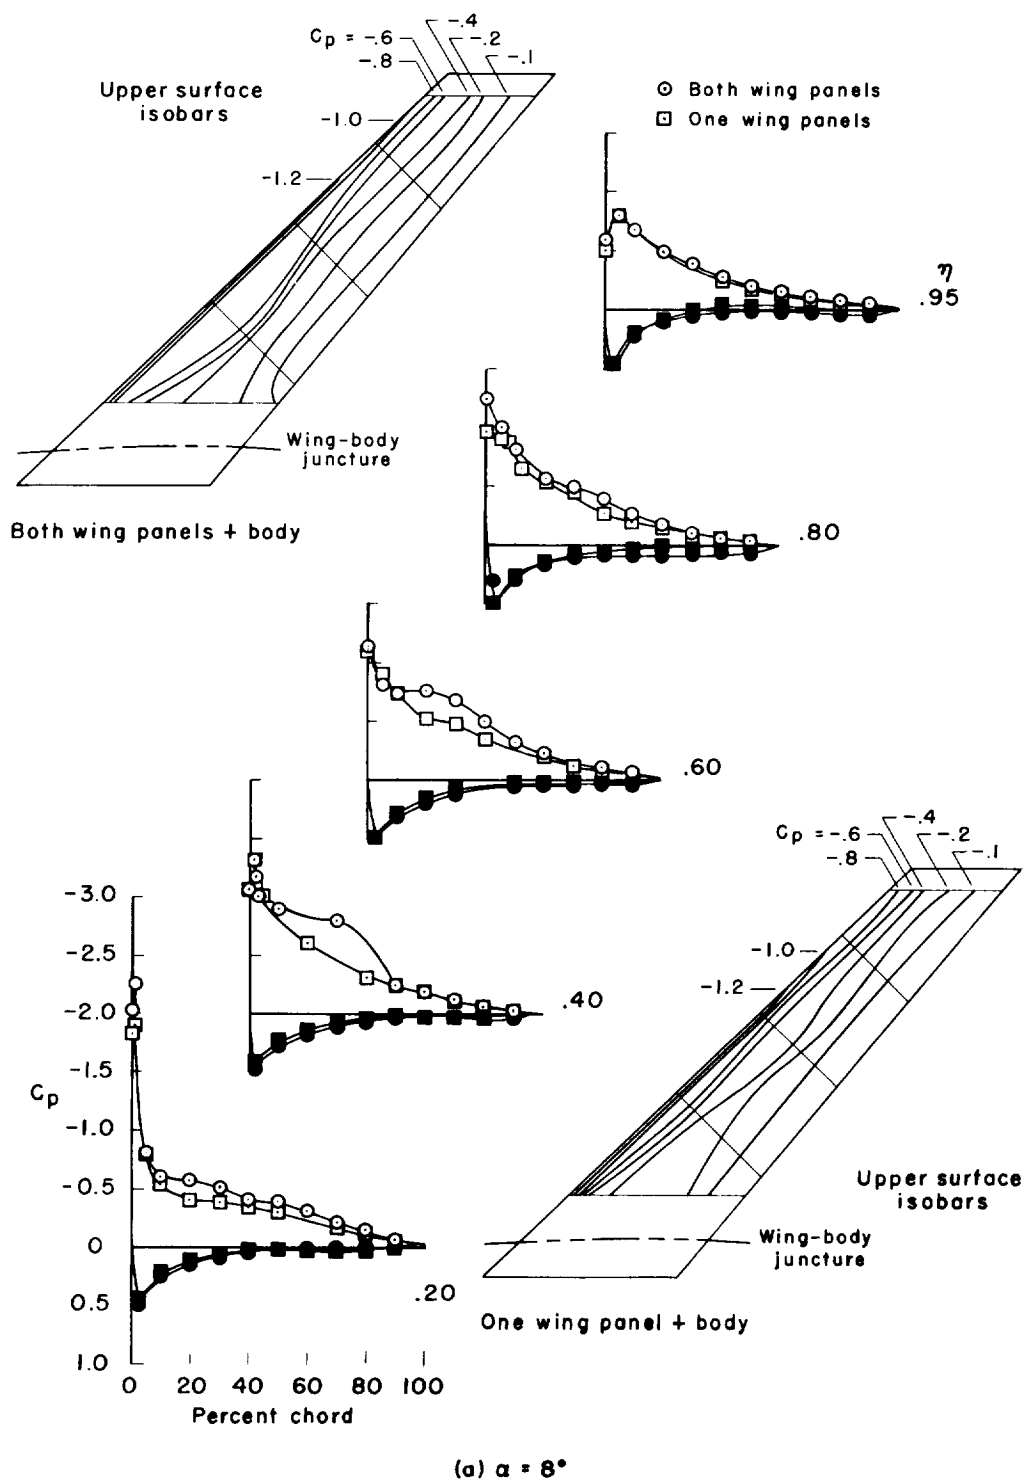 -.4
Cp = -.6
-.2
-.8
-.1
Upper surface
isobars
-1.0
-1.2
Both wing panels
One wing panels
η
.95
Wing-body
juncture
Both wing panels + body
.80
.60
-.4
Cp = -.6
-.2
-.8
-.1
-1.0
-1.2
-3.0
-2.5
-2.0
-1.5
Cp
-1.0
-0.5
0
0.5
1.0
.40
.20
0 20 40 60 80 100
Percent chord
Upper surface
isobars
Wing-body
juncture
One wing panel + body
(a) α = 8°